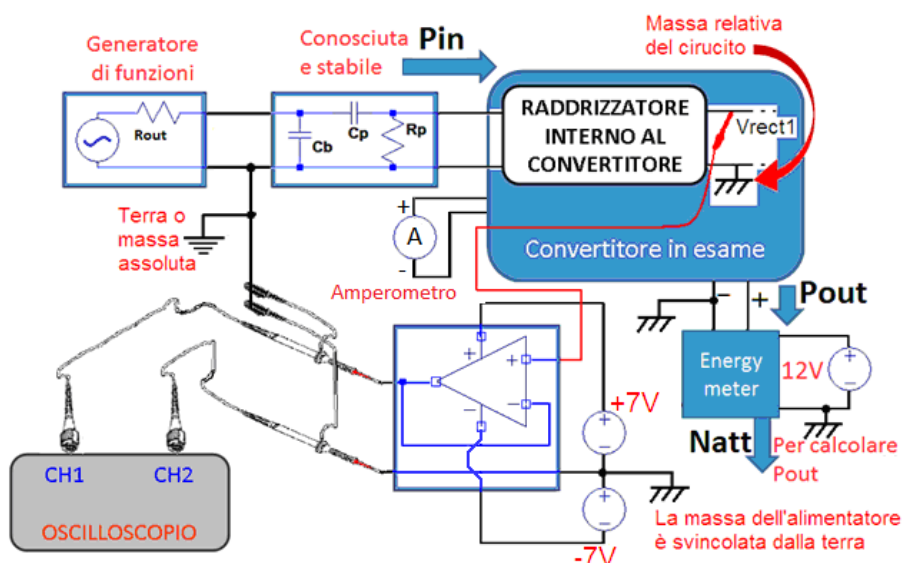 Generatore
di funzioni
Conosciuta
e stabile
Pin
Massa relativa
del cirucito
Rout
Cb
Cp
Rp
RADDRIZZATORE
INTERNO AL
CONVERTITORE
Vrect1
Terra o
massa
assoluta
+
A
-
Amperometro
Convertitore in esame
-
+
Pout
Energy
meter
12V
+
-
+
+
-
-
+7V
+
-
Natt
Per calcolare
Pout
CH1
CH2
OSCILLOSCOPIO
+
-
-7V
La massa dell'alimentatore
è svincolata dalla terra